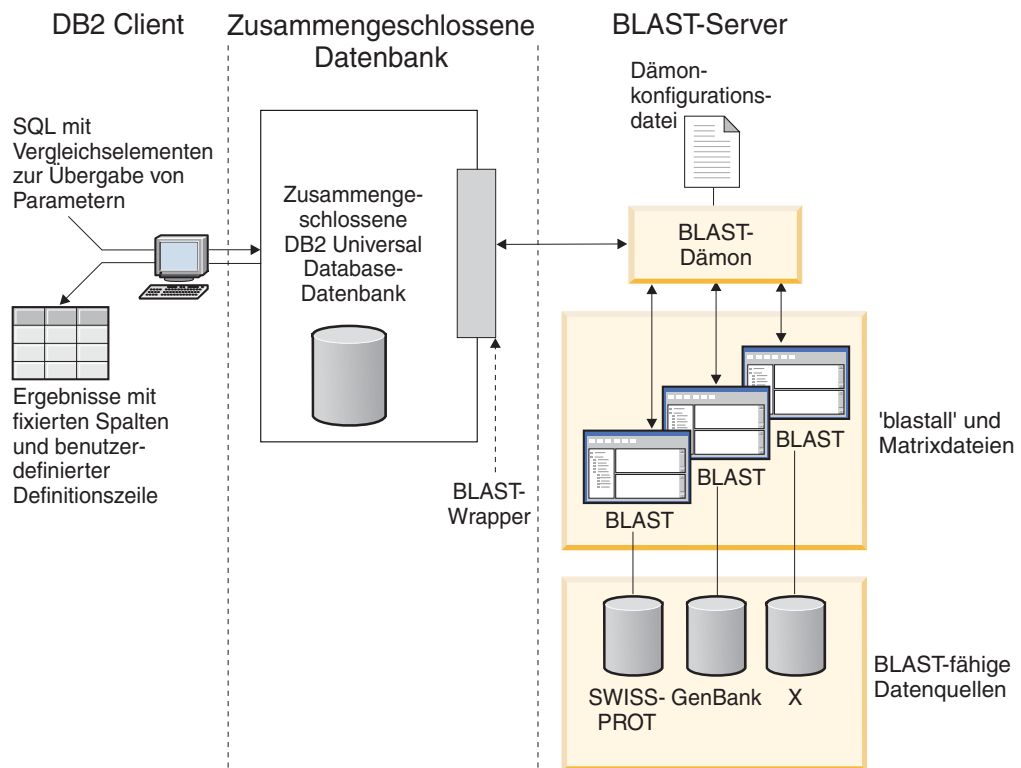 DB2 Client
Zusammengeschlossene
Datenbank
BLAST-Server
SQL mit
Vergleichselementen
zur Übergabe von
Parametern
Ergebnisse mit
fixierten Spalten
und benutzer-
definierter
Definitionszeile
Zusammenge-
schlossene
DB2 Universal
Database-
Datenbank
BLAST-
Wrapper
Dämon-
konfigurations-
datei
BLAST-
Dämon
BLAST
BLAST
BLAST
'blastall' und
Matrixdateien
SWISS-
PROT
GenBank
X
BLAST-fähige
Datenquellen